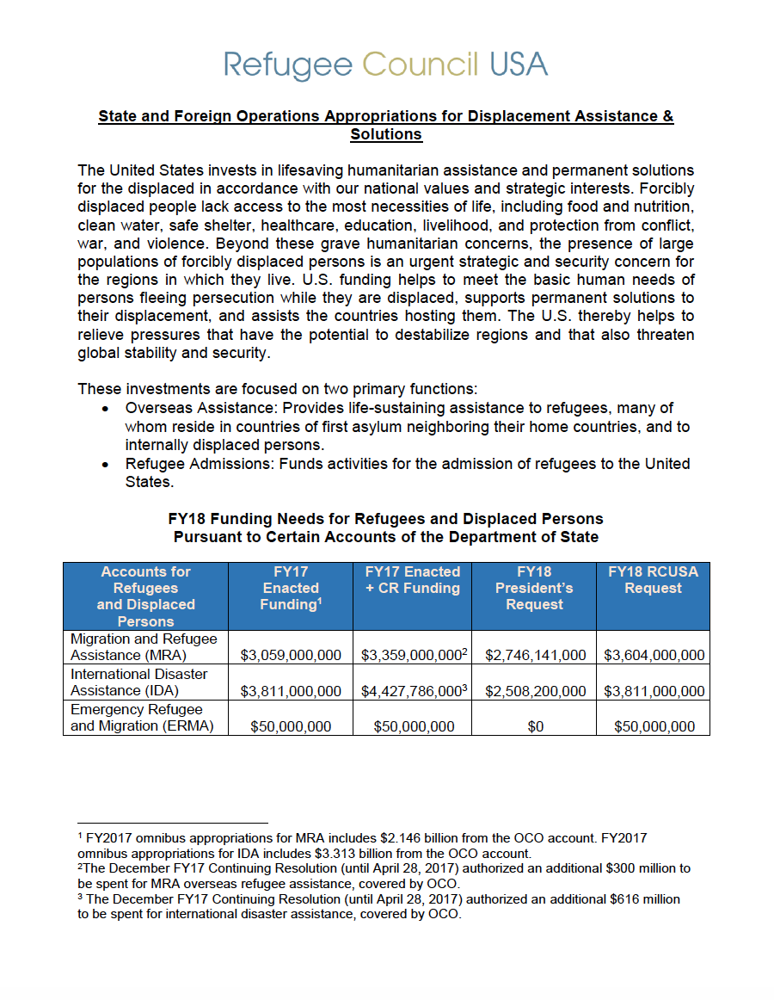 Refugee Council USA
State and Foreign Operations Appropriations for Displacement Assistance &
Solutions
The United States invests in lifesaving humanitarian assistance and permanent solutions
for the displaced in accordance with our national values and strategic interests. Forcibly
displaced people lack access to the most necessities of life, including food and nutrition,
clean water, safe shelter, healthcare, education, livelihood, and protection from conflict,
war, and violence. Beyond these grave humanitarian concerns, the presence of large
populations of forcibly displaced persons is an urgent strategic and security concern for
the regions in which they live. U.S. funding helps to meet the basic human needs of
persons fleeing persecution while they are displaced, supports permanent solutions to
their displacement, and assists the countries hosting them. The U.S. thereby helps to
relieve pressures that have the potential to destabilize regions and that also threaten
global stability and security.
These investments are focused on two primary functions:
• Overseas Assistance: Provides life-sustaining assistance to refugees, many of
whom reside in countries of first asylum neighboring their home countries, and to
internally displaced persons.
• Refugee Admissions: Funds activities for the admission of refugees to the United
States.
FY18 Funding Needs for Refugees and Displaced Persons
Pursuant to Certain Accounts of the Department of State
Accounts for FY17 FY17 Enacted FY18 FY18 RCUSA
Refugees Enacted + CR Funding President's Request
and Displaced Funding¹ Request
Persons
Migration and Refugee
Assistance (MRA) $3,059,000,000 $3,359,000,000² $2,746,141,000 $3,604,000,000
International Disaster
Assistance (IDA) $3,811,000,000 $4,427,786,000³ $2,508,200,000 $3,811,000,000
Emergency Refugee
and Migration (ERMA) $50,000,000 $50,000,000 $0 $50,000,000
¹ FY2017 omnibus appropriations for MRA includes $2.146 billion from the OCO account. FY2017
omnibus appropriations for IDA includes $3.313 billion from the OCO account.
²The December FY17 Continuing Resolution (until April 28, 2017) authorized an additional $300 million to
be spent for MRA overseas refugee assistance, covered by OCO.
³ The December FY17 Continuing Resolution (until April 28, 2017) authorized an additional $616 million
to be spent for international disaster assistance, covered by OCO.